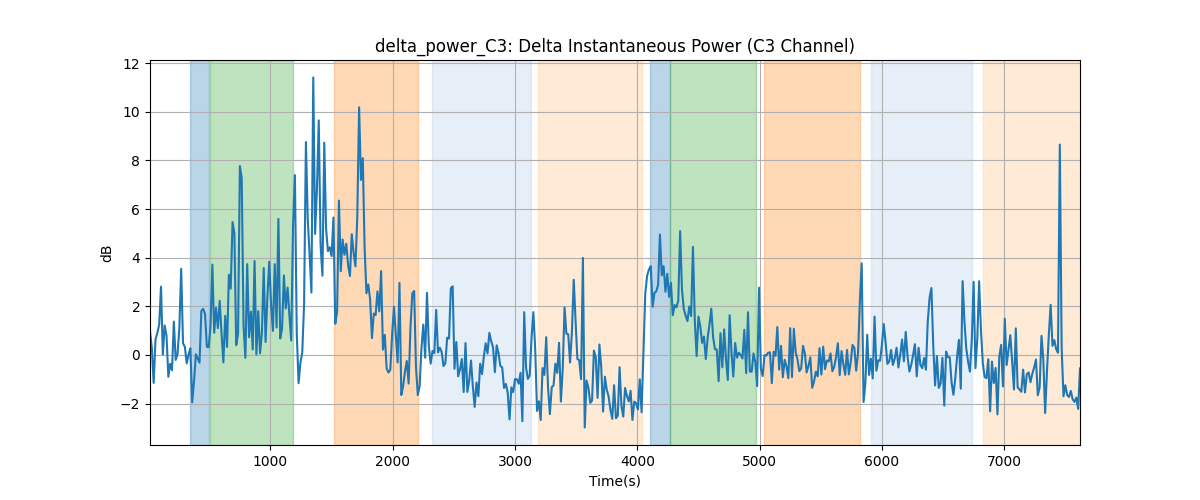 delta_power_C3: Delta Instantaneous Power (C3 Channel)
12
10
8
6
4
2
0
−2
dB
1000 2000 3000 4000 5000 6000 7000
Time(s)